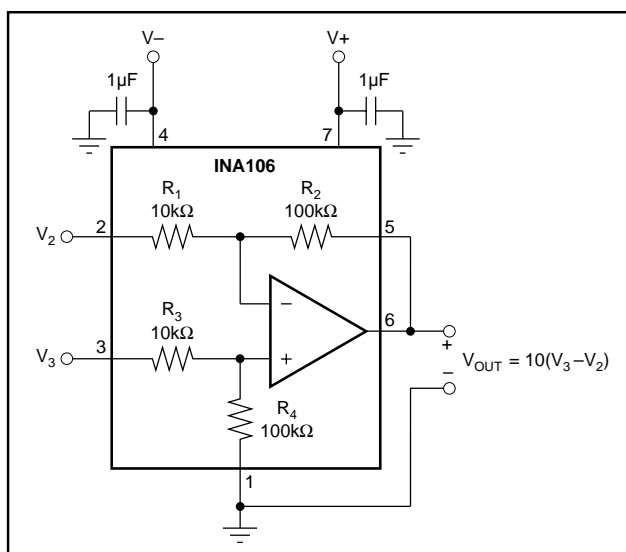 V– V+
1µF 1µF
4 7
INA106
R1 R2
10kΩ 100kΩ
V2 2 5
–
R3
10kΩ 6
V3 3 + +
VOUT = 10(V3–V2)
–
R4
100kΩ
1